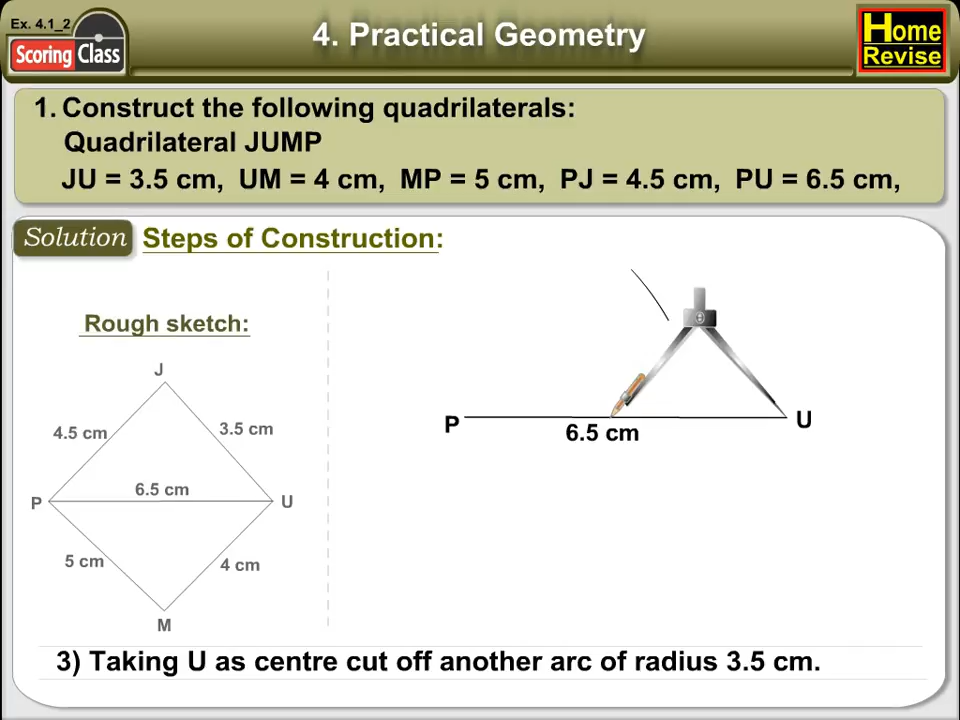 Ex. 4.1_2
Scoring Class
4. Practical Geometry
Home
Revise
1. Construct the following quadrilaterals:
Quadrilateral JUMP
JU = 3.5 cm, UM = 4 cm, MP = 5 cm, PJ = 4.5 cm, PU = 6.5 cm,
Solution
Steps of Construction:
Rough sketch:
J
4.5 cm
3.5 cm
6.5 cm
P
U
5 cm
4 cm
M
P
U
6.5 cm
3) Taking U as centre cut off another arc of radius 3.5 cm.